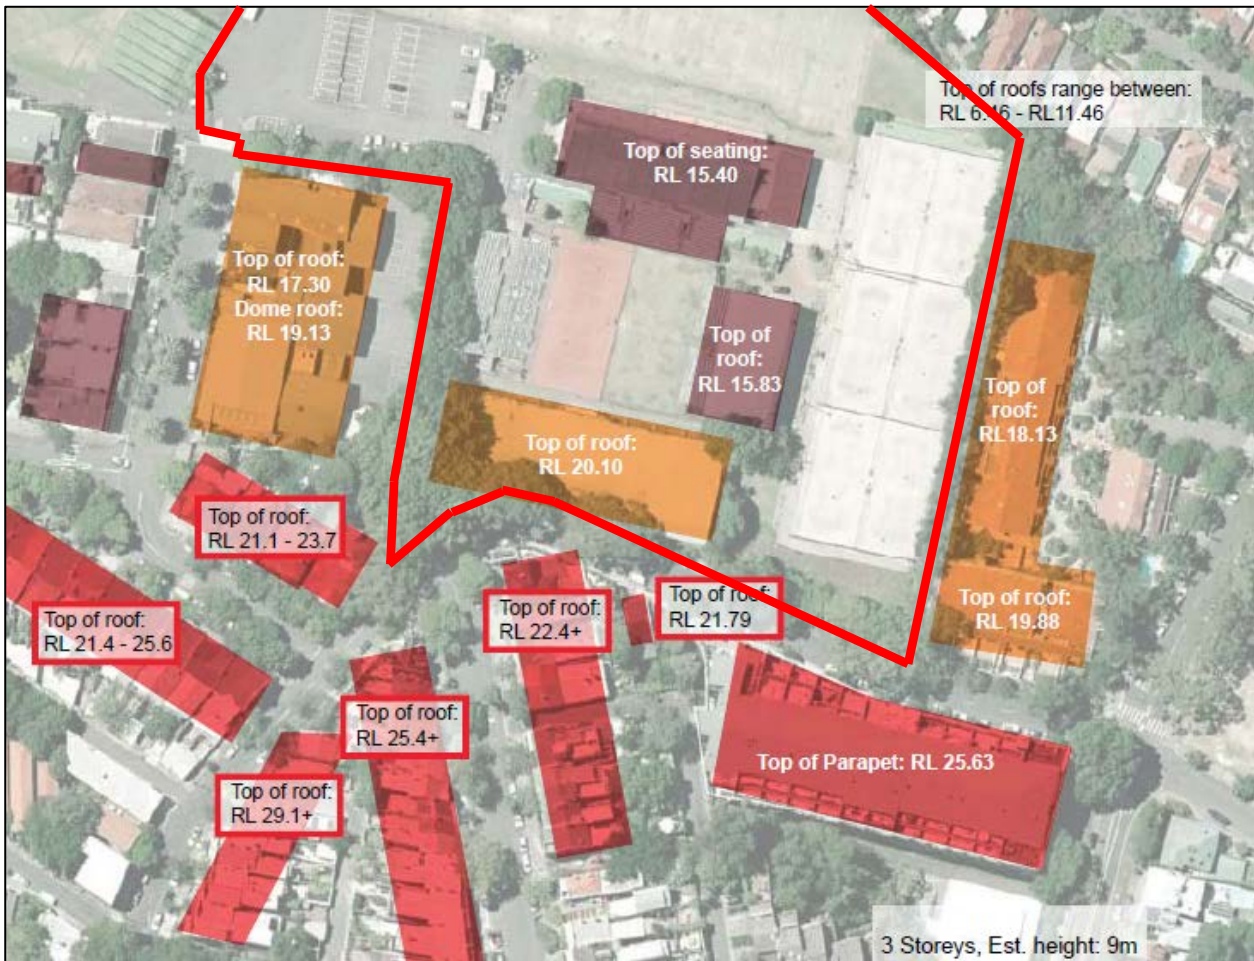 Top of roofs range between:
RL 6.46 - RL11.46
Top of seating:
RL 15.40
Top of roof:
RL 17.30
Dome roof:
RL 19.13
Top of
roof:
RL 15.83
Top of
roof:
RL18.13
Top of roof:
RL 20.10
Top of roof:
RL 21.1 - 23.7
Top of roof:
RL 21.4 - 25.6
Top of roof:
RL 22.4+
Top of roof:
RL 21.79
Top of roof:
RL 19.88
Top of roof:
RL 25.4+
Top of Parapet: RL 25.63
Top of roof:
RL 29.1+
3 Storeys, Est. height: 9m